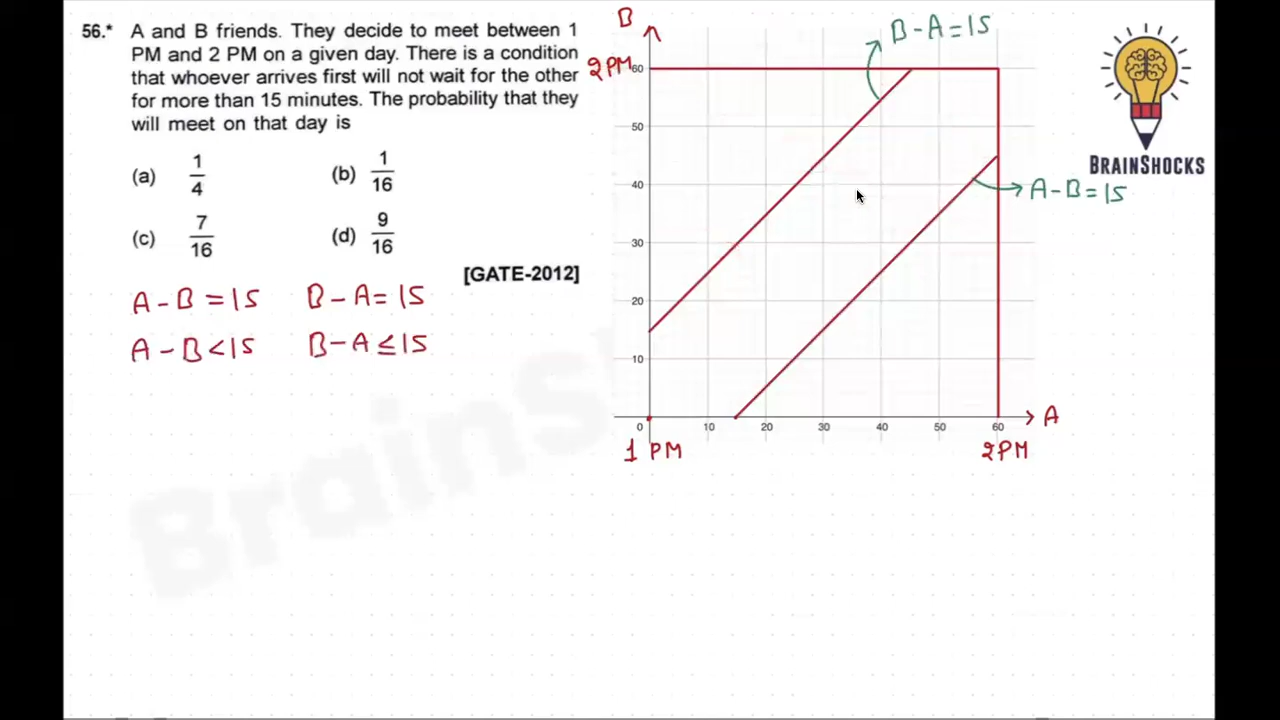 56.* A and B friends. They decide to meet between 1
PM and 2 PM on a given day. There is a condition
that whoever arrives first will not wait for the other
for more than 15 minutes. The probability that they
will meet on that day is
(a) 1/4 (b) 1/16
(c) 7/16 (d) 9/16
[GATE-2012]
A - B = 15 B - A = 15
A - B < 15 B - A ≤ 15
B
B - A = 15
2PM 60
50
40
30
20
10
A - B = 15
0 10 20 30 40 50 60
A
1 PM 2PM
BRAINSHOCKS
BrainS